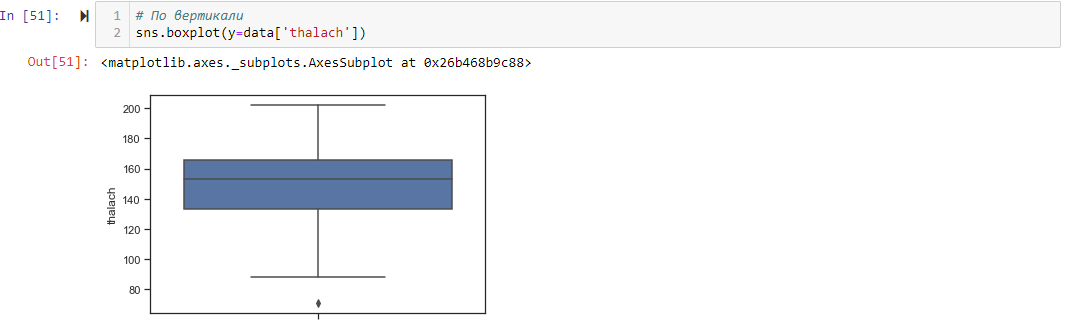 In [51]:
1 # По вертикали
2 sns.boxplot(y=data['thalach'])
Out[51]: <matplotlib.axes._subplots.AxesSubplot at 0x26b468b9c88>
200
180
160
140
120
100
80
thalach